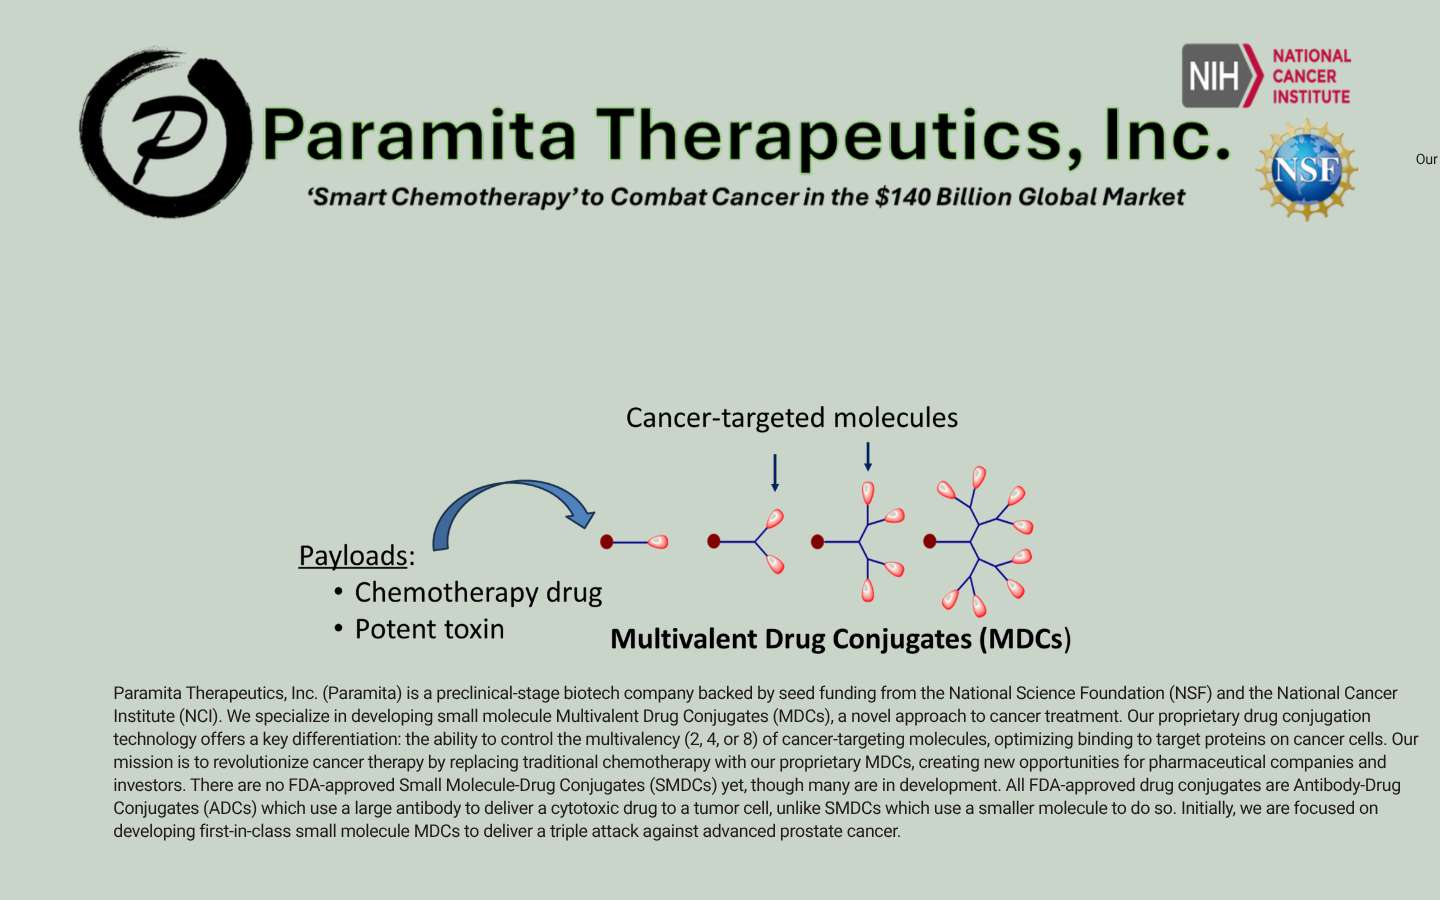 P
Paramita Therapeutics, Inc.
‘Smart Chemotherapy’ to Combat Cancer in the $140 Billion Global Market
NIH
NATIONAL
CANCER
INSTITUTE
NSF
Our
Cancer-targeted molecules
Payloads:
• Chemotherapy drug
• Potent toxin
Multivalent Drug Conjugates (MDCs)
Paramita Therapeutics, Inc. (Paramita) is a preclinical-stage biotech company backed by seed funding from the National Science Foundation (NSF) and the National Cancer
Institute (NCI). We specialize in developing small molecule Multivalent Drug Conjugates (MDCs), a novel approach to cancer treatment. Our proprietary drug conjugation
technology offers a key differentiation: the ability to control the multivalency (2, 4, or 8) of cancer-targeting molecules, optimizing binding to target proteins on cancer cells. Our
mission is to revolutionize cancer therapy by replacing traditional chemotherapy with our proprietary MDCs, creating new opportunities for pharmaceutical companies and
investors. There are no FDA-approved Small Molecule-Drug Conjugates (SMDCs) yet, though many are in development. All FDA-approved drug conjugates are Antibody-Drug
Conjugates (ADCs) which use a large antibody to deliver a cytotoxic drug to a tumor cell, unlike SMDCs which use a smaller molecule to do so. Initially, we are focused on
developing first-in-class small molecule MDCs to deliver a triple attack against advanced prostate cancer.